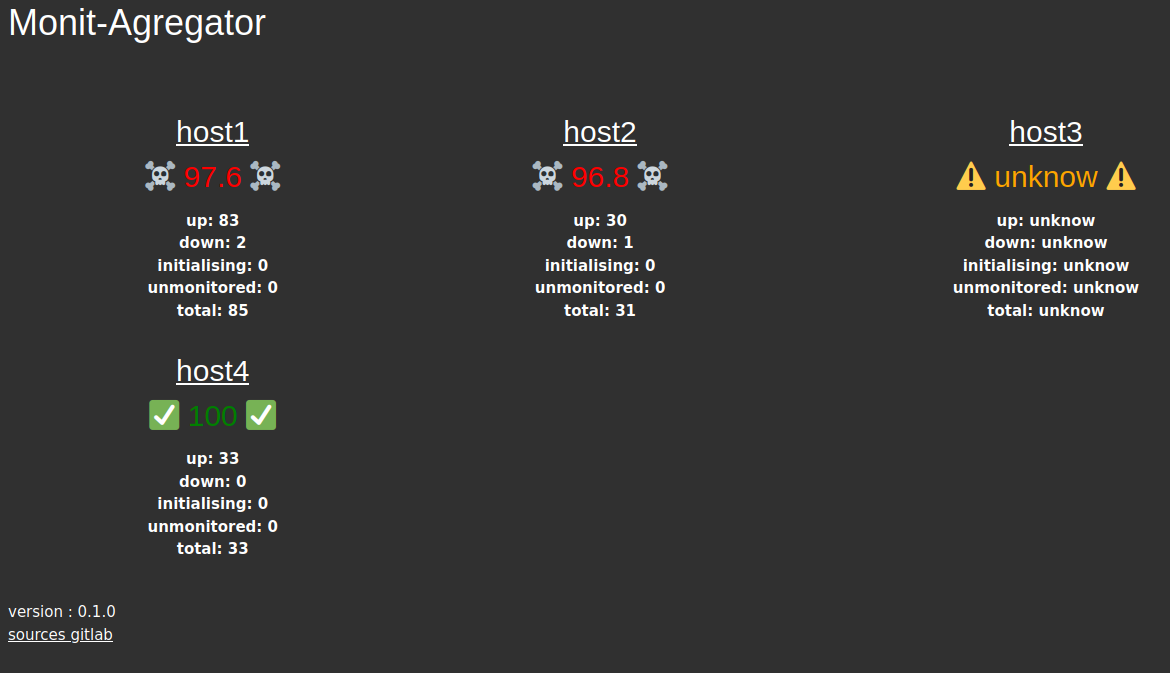 Monit-Agregator
host1
97.6
up: 83
down: 2
initialising: 0
unmonitored: 0
total: 85
host2
96.8
up: 30
down: 1
initialising: 0
unmonitored: 0
total: 31
host3
unknow
up: unknow
down: unknow
initialising: unknow
unmonitored: unknow
total: unknow
host4
100
up: 33
down: 0
initialising: 0
unmonitored: 0
total: 33
version : 0.1.0
sources gitlab